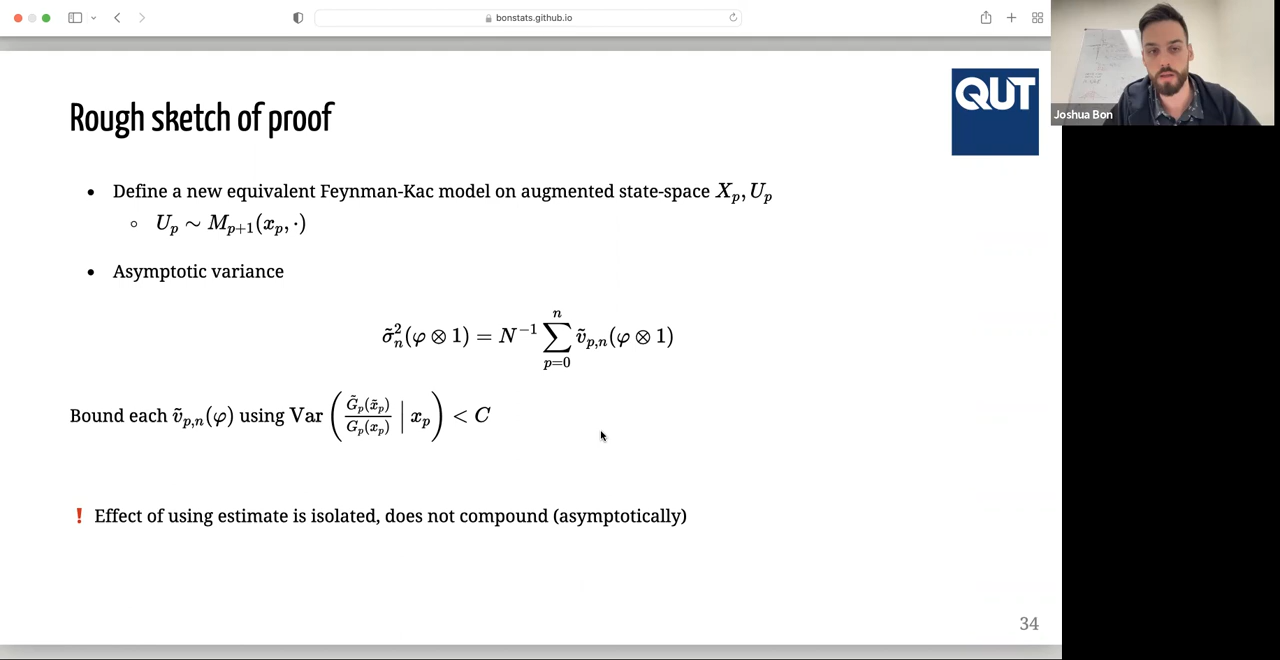 bonstats.github.io
QUT
Joshua Bon
Rough sketch of proof
• Define a new equivalent Feynman-Kac model on augmented state-space X_p, U_p
◦ U_p ∼ M_{p+1}(x_p, ·)
• Asymptotic variance
σ̃_n^2(φ ⊗ 1) = N^{-1} ∑_{p=0}^{n} ṽ_{p,n}(φ ⊗ 1)
Bound each ṽ_{p,n}(φ) using Var ( G̃_p(x̃_p) / G_p(x_p) | x_p ) < C
❗ Effect of using estimate is isolated, does not compound (asymptotically)
34